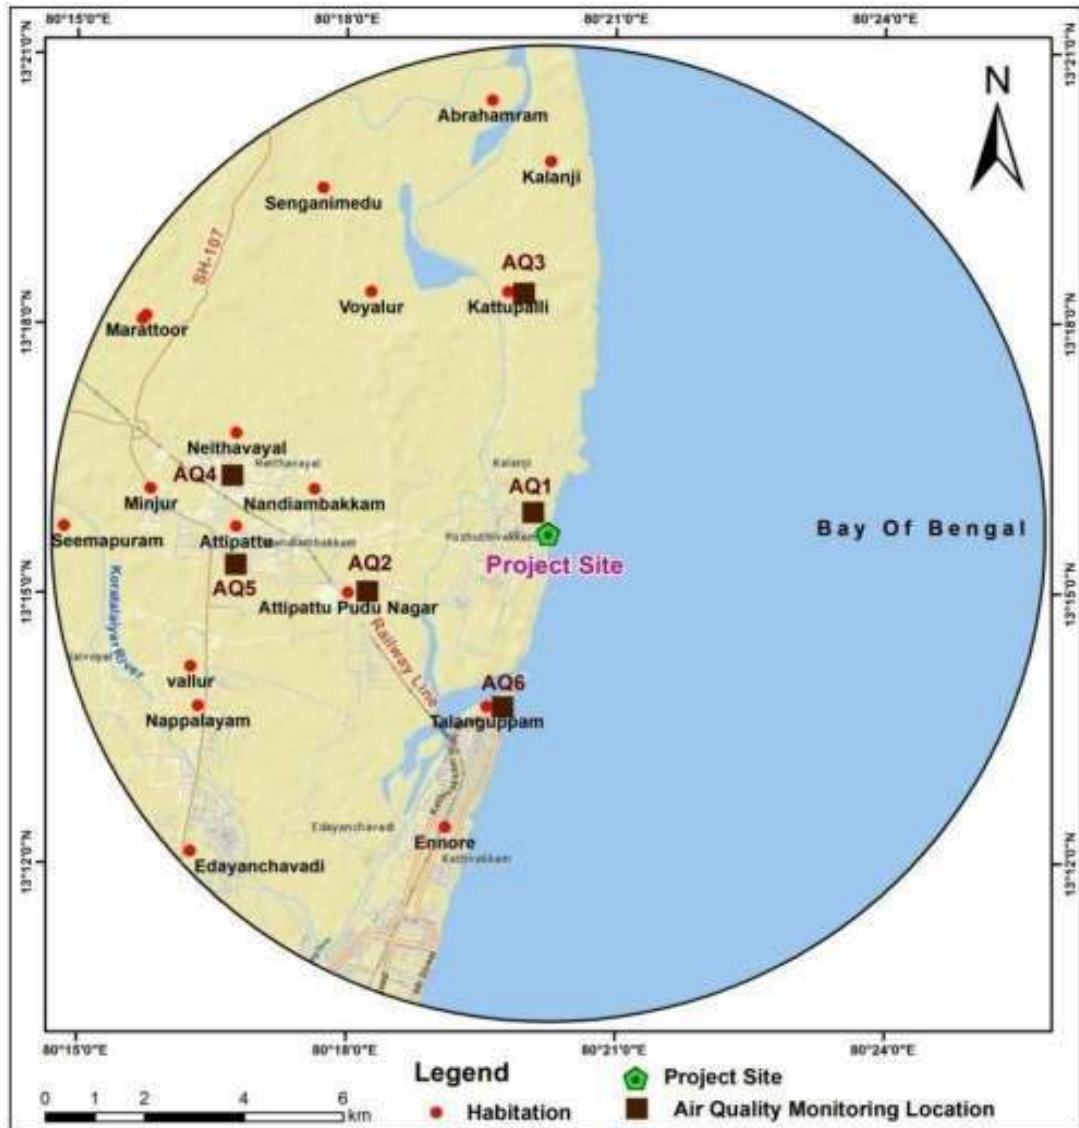 80°15'0"E 80°18'0"E 80°21'0"E 80°24'0"E
13°21'0"N 13°21'0"N
N
Abrahamram
Kalanji
Senganimedu
SH-107
AQ3
Voyalur
Kattupalli
13°18'0"N 13°18'0"N
Marattoor
Neithavayal
Neithavayal
Kalanji
AQ4
AQ1
Minjur
Nandiambakkam
Bay Of Bengal
Seemapuram
Attipattu
Project Site
AQ2
AQ5
13°15'0"N 13°15'0"N
Attipattu Pudu Nagar
Railway Line
River
vallur
AQ6
Nappalayam
Talanguppam
Edayanchavadi
Ennore
Kathivakkam
Edayanchavadi
13°12'0"N 13°12'0"N
80°15'0"E 80°18'0"E 80°21'0"E 80°24'0"E
Legend
Project Site
0 1 2 4 6
km
Habitation
Air Quality Monitoring Location